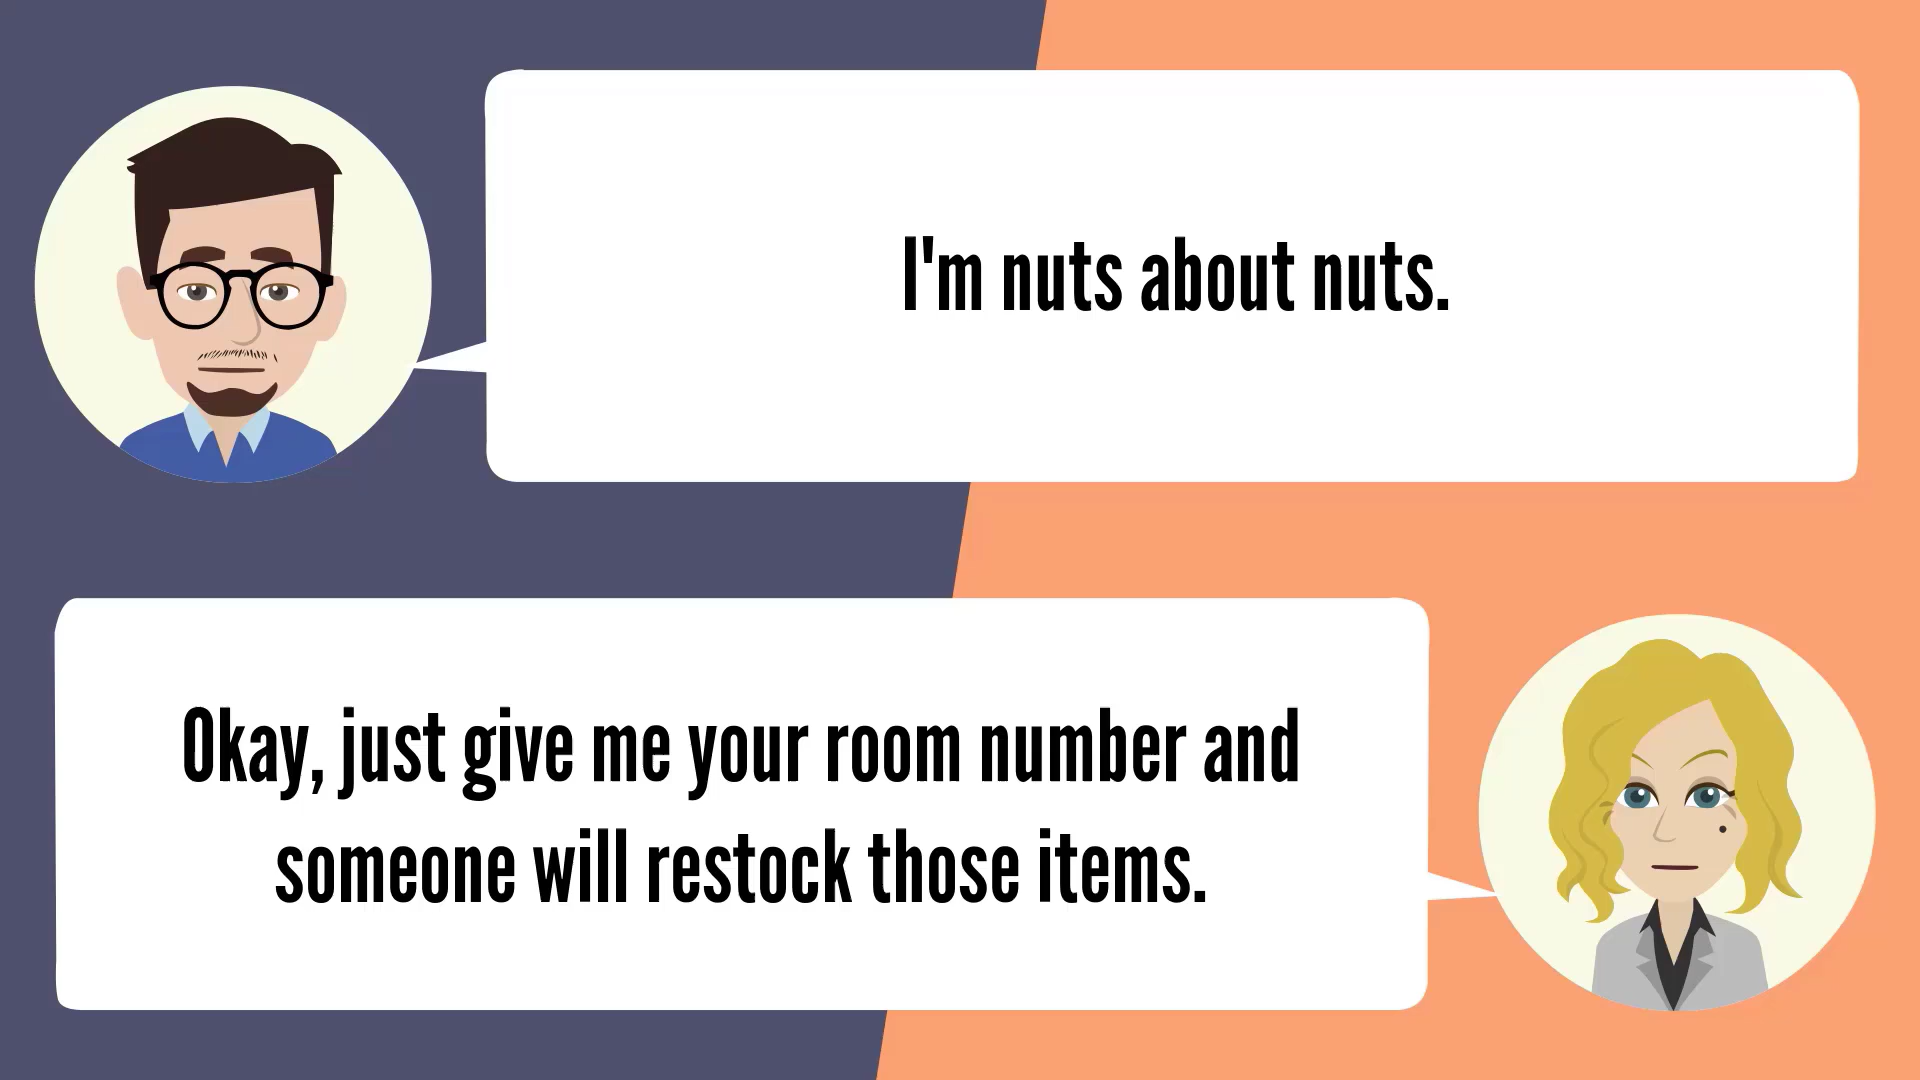 I'm nuts about nuts.
Okay, just give me your room number and
someone will restock those items.